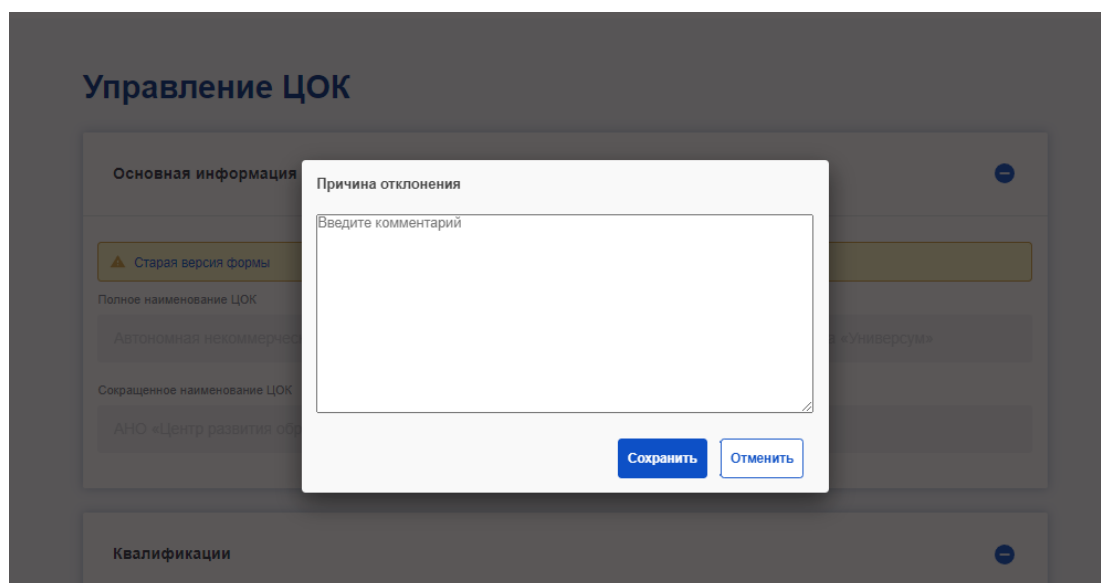 Управление ЦОК
Основная информация
Причина отклонения
Введите комментарий
Старая версия формы
Полное наименование ЦОК
Автономная некоммерчес «Универсум»
Сокращенное наименование ЦОК
АНО «Центр развития обр
Сохранить Отменить
Квалификации